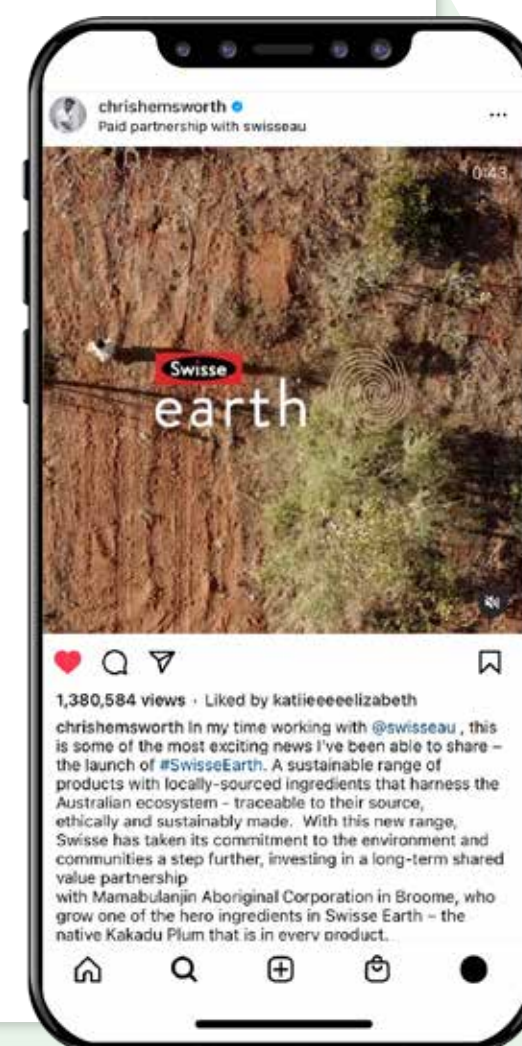 chrishemsworth
Paid partnership with swisseau
0:43
Swisse
earth
1,380,584 views · Liked by katiieeeeelizabeth
chrishemsworth In my time working with @swisseau , this
is some of the most exciting news I've been able to share –
the launch of #SwisseEarth. A sustainable range of
products with locally-sourced ingredients that harness the
Australian ecosystem – traceable to their source,
ethically and sustainably made.  With this new range,
Swisse has taken its commitment to the environment and
communities a step further, investing in a long-term shared
value partnership
with Mamabulanjin Aboriginal Corporation in Broome, who
grow one of the hero ingredients in Swisse Earth – the
native Kakadu Plum that is in every product.